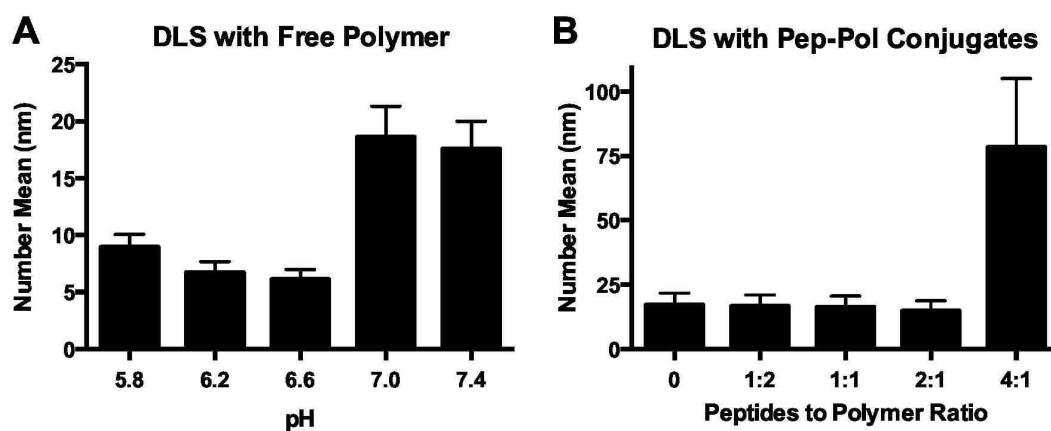 A
DLS with Free Polymer
Number Mean (nm)
25
20
15
10
5
0
5.8 6.2 6.6 7.0 7.4
pH
B
DLS with Pep-Pol Conjugates
Number Mean (nm)
100
75
50
25
0
0 1:2 1:1 2:1 4:1
Peptides to Polymer Ratio